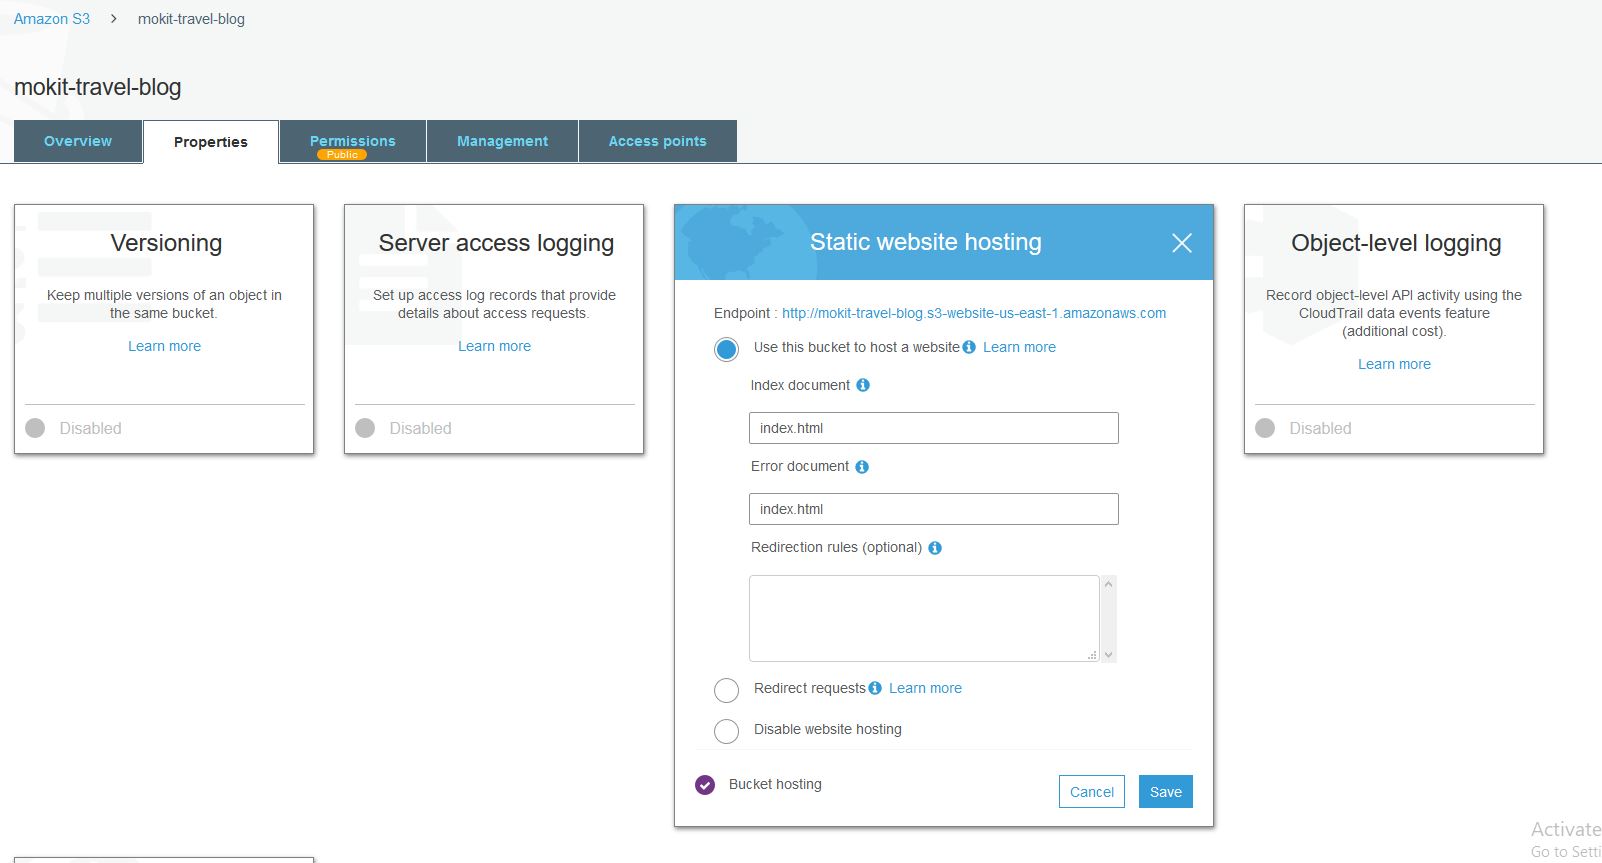 Amazon S3 > mokit-travel-blog
mokit-travel-blog
Overview
Properties
Permissions
Public
Management
Access points
Versioning
Keep multiple versions of an object in
the same bucket.
Learn more
Disabled
Server access logging
Set up access log records that provide
details about access requests.
Learn more
Disabled
Static website hosting
Endpoint : http://mokit-travel-blog.s3-website-us-east-1.amazonaws.com
Use this bucket to host a website Learn more
Index document
index.html
Error document
index.html
Redirection rules (optional)
Redirect requests Learn more
Disable website hosting
Bucket hosting
Cancel
Save
Object-level logging
Record object-level API activity using the
CloudTrail data events feature
(additional cost).
Learn more
Disabled
Activate
Go to Setti